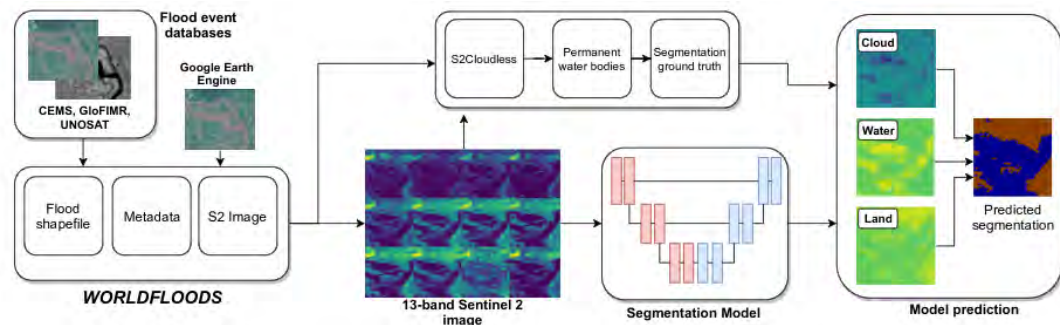 Flood event
databases
CEMS, GloFIMR,
UNOSAT
Google Earth
Engine
Flood
shapefile
Metadata
S2 Image
WORLDFLOODS
S2Cloudless
Permanent
water bodies
Segmentation
ground truth
13-band Sentinel 2
image
Segmentation Model
Cloud
Water
Land
Predicted
segmentation
Model prediction